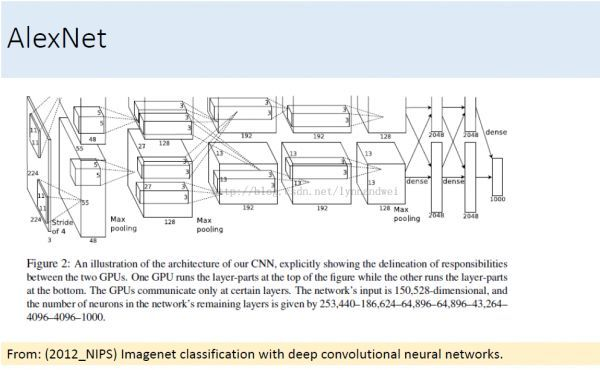 AlexNet
11
11
224
5
5
48
55
3
3
128
3
3
192
3
3
192
128
2048
2048
dense
27
13
13
13
11
11
224
3
55
5
5
27
3
3
13
3
3
13
3
3
13
http://blog.csdn.net/lynnandwei
dense
dense
1000
Stride
of 4
48
Max
pooling
128
Max
pooling
192
192
128
Max
pooling
2048
2048
Figure 2: An illustration of the architecture of our CNN, explicitly showing the delineation of responsibilities
between the two GPUs. One GPU runs the layer-parts at the top of the figure while the other runs the layer-parts
at the bottom. The GPUs communicate only at certain layers. The network's input is 150,528-dimensional, and
the number of neurons in the network's remaining layers is given by 253,440–186,624–64,896–64,896–43,264–
4096–4096–1000.
From: (2012_NIPS) Imagenet classification with deep convolutional neural networks.